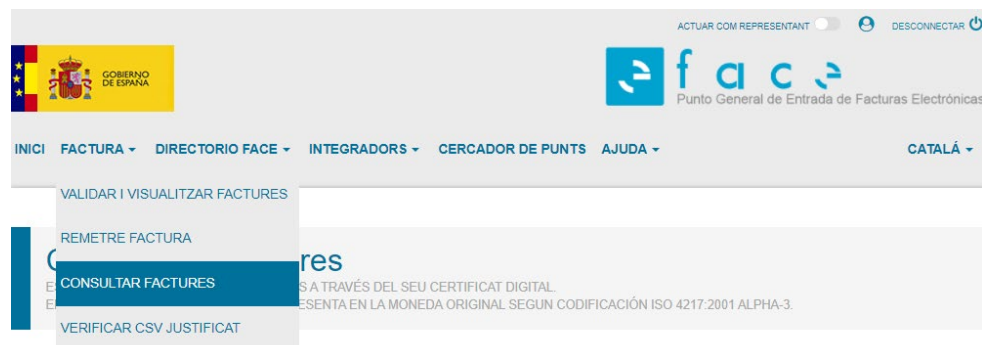 ACTUAR COM REPRESENTANT DESCONNECTAR
GOBIERNO
DE ESPAÑA
face
Punto General de Entrada de Facturas Electrónicas
INICI FACTURA DIRECTORIO FACE INTEGRADORS CERCADOR DE PUNTS AJUDA CATALÁ
VALIDAR I VISUALITZAR FACTURES
REMETRE FACTURA
res
CONSULTAR FACTURES
S A TRAVÉS DEL SEU CERTIFICAT DIGITAL.
ESENTA EN LA MONEDA ORIGINAL SEGUN CODIFICACIÓN ISO 4217:2001 ALPHA-3.
VERIFICAR CSV JUSTIFICAT